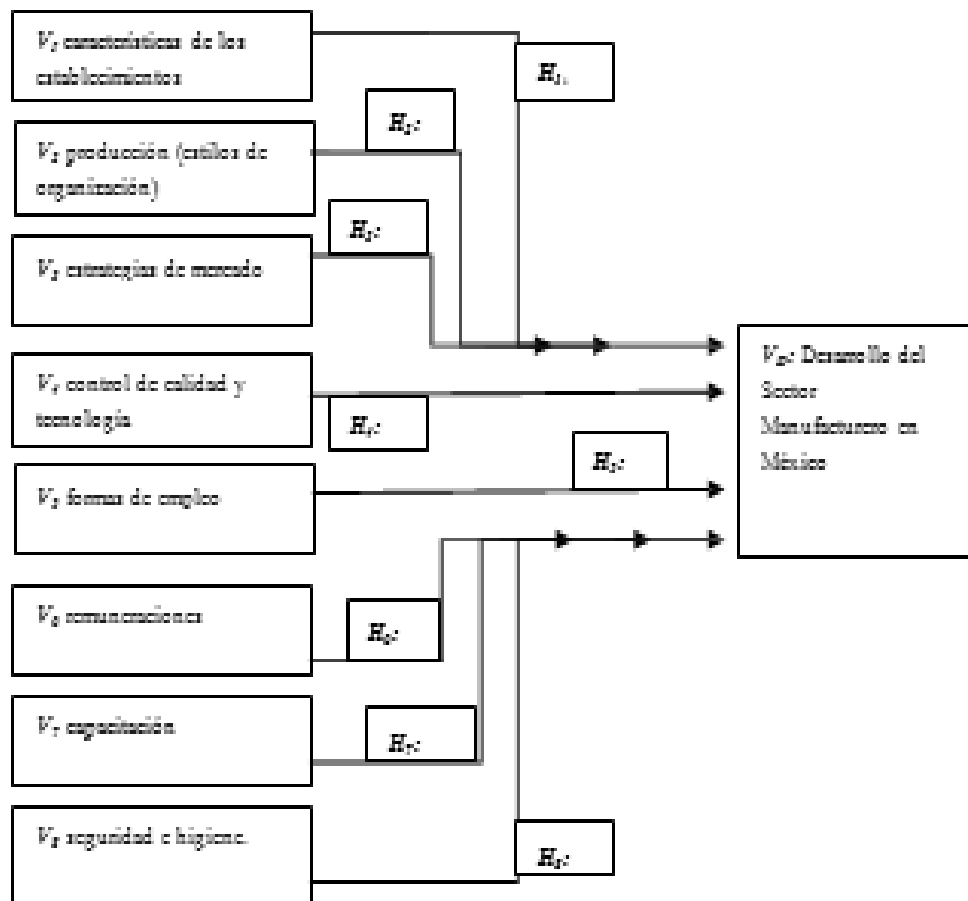 V₁ características de los
establecimientos
H₁.
V₂ producción (estilos de
organización)
H₂:
V₃ estrategias de mercado
H₃:
V₄ control de calidad y
tecnología
H₄:
V₅ formas de empleo
H₅:
V₆ remuneraciones
H₆:
V₇ capacitación
H₇:
V₈ seguridad e higiene.
H₈:
V_D: Desarrollo del
Sector
Manufacturero en
México